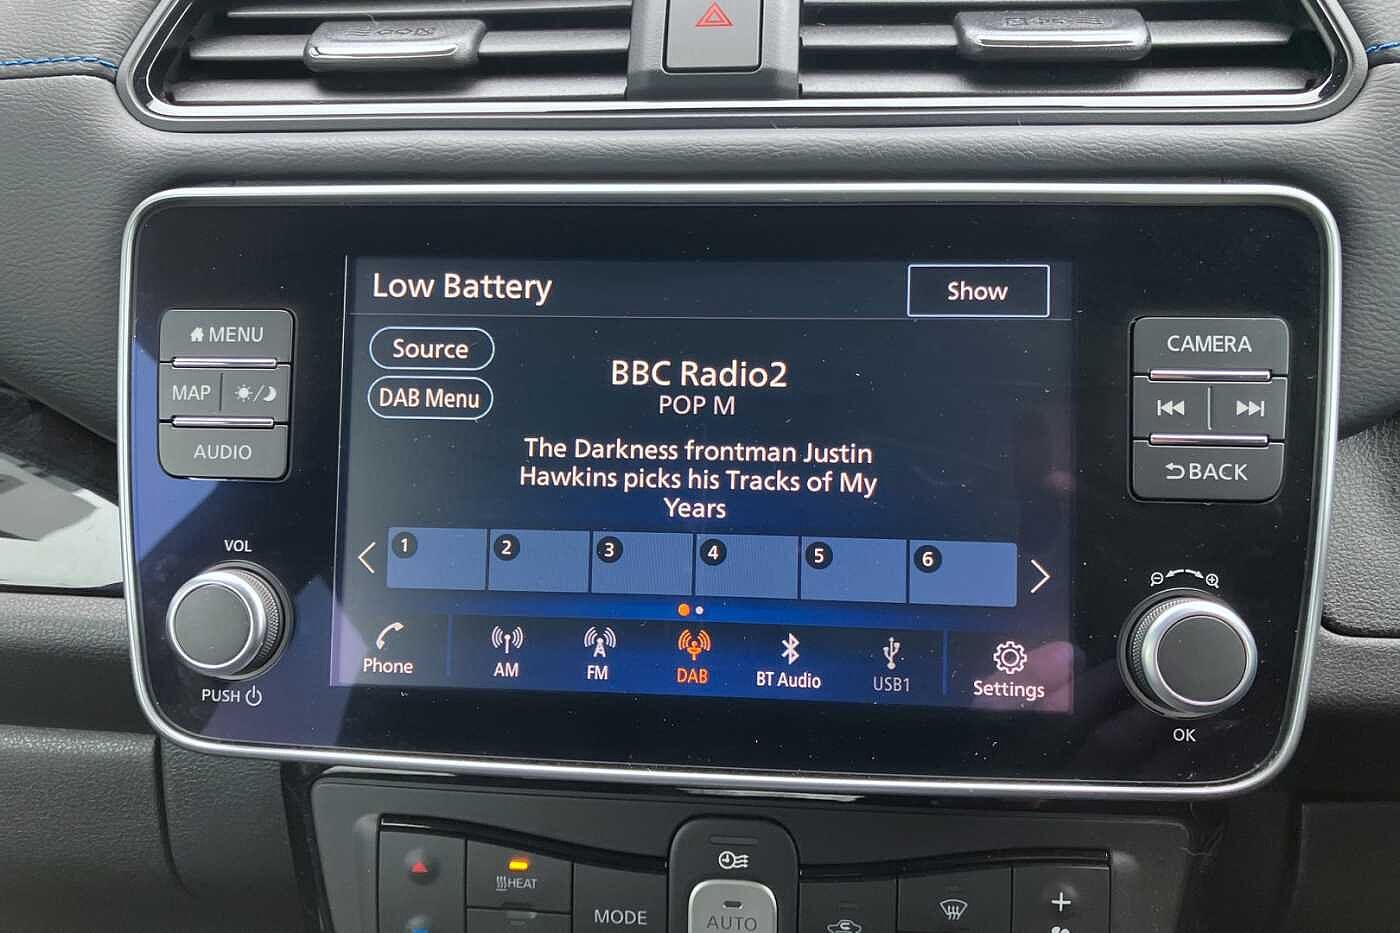 Low Battery
Show
MENU
MAP
AUDIO
Source
DAB Menu
BBC Radio2
POP M
The Darkness frontman Justin
Hawkins picks his Tracks of My
Years
CAMERA
BACK
1 2 3 4 5 6
VOL
PUSH
Phone
AM
FM
DAB
BT Audio
USB1
Settings
OK
HEAT
MODE
AUTO
+